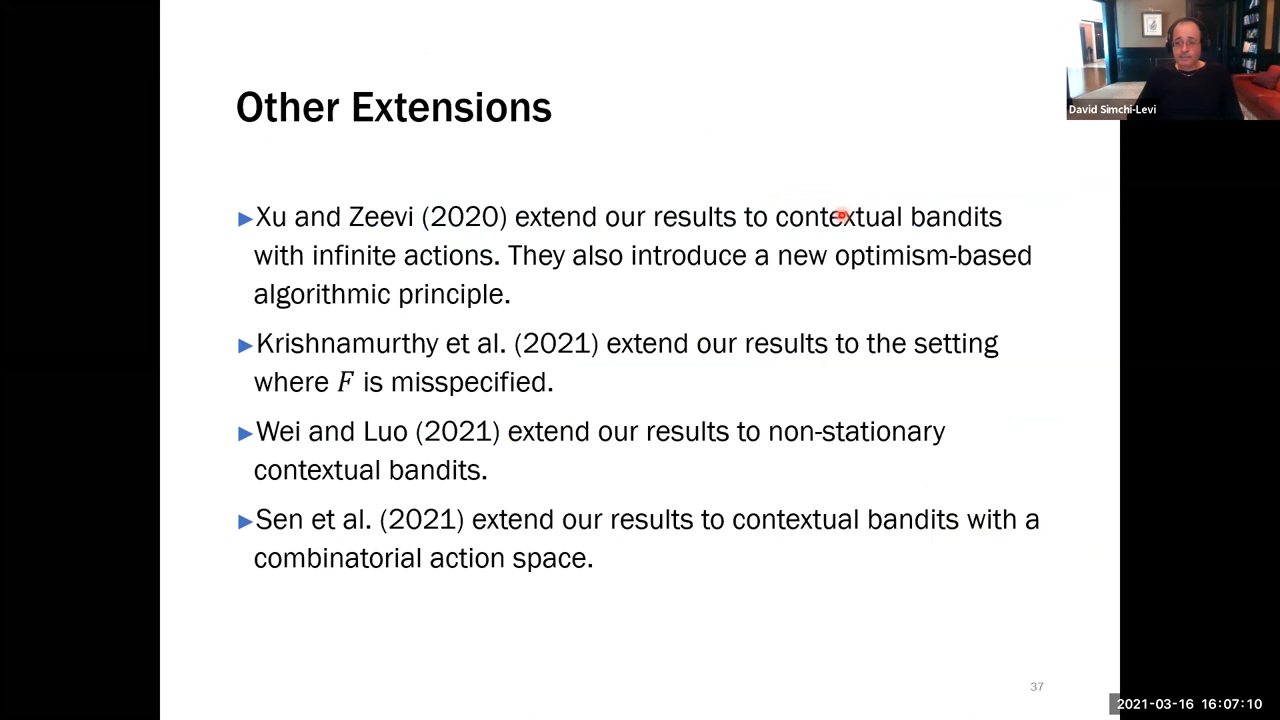 Other Extensions
David Simchi-Levi
►Xu and Zeevi (2020) extend our results to contextual bandits
with infinite actions. They also introduce a new optimism-based
algorithmic principle.
►Krishnamurthy et al. (2021) extend our results to the setting
where F is misspecified.
►Wei and Luo (2021) extend our results to non-stationary
contextual bandits.
►Sen et al. (2021) extend our results to contextual bandits with a
combinatorial action space.
37
2021-03-16 16:07:10